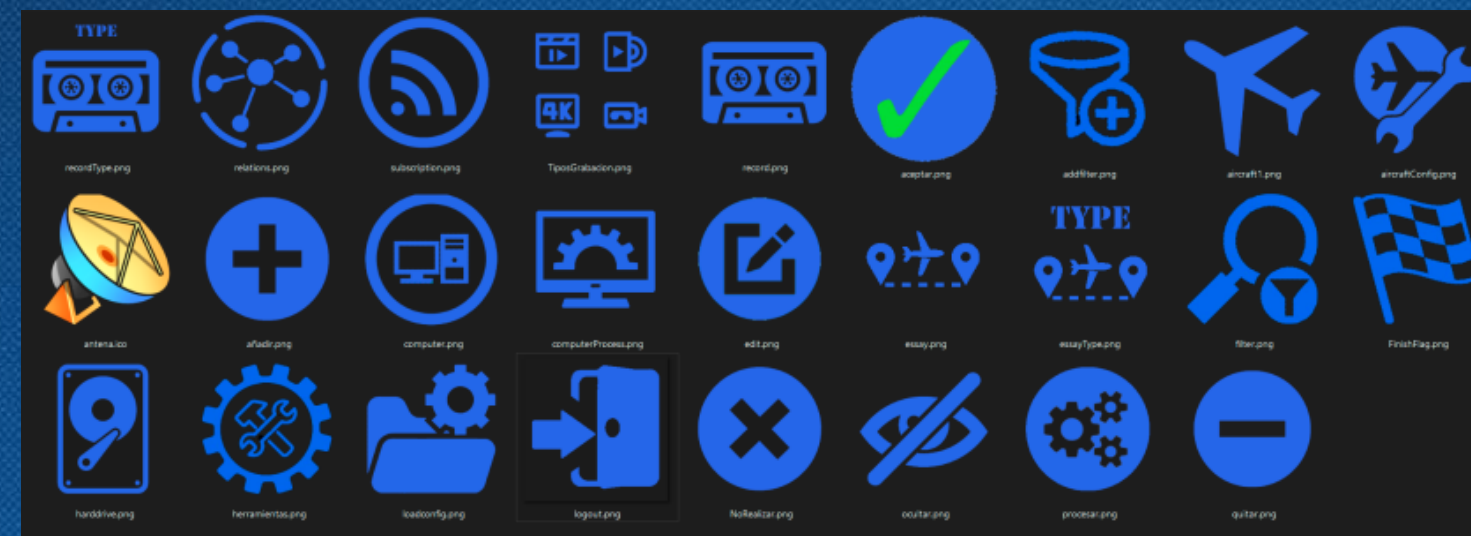 TYPE
4K
recordType.png
relations.png
subscription.png
TiposGrabacion.png
record.png
aceptar.png
addfilter.png
aircraft1.png
aircraftConfig.png
TYPE
antena.ico
añadir.png
computer.png
computerProcess.png
edit.png
essay.png
essayType.png
filter.png
FinishFlag.png
harddrive.png
herramientas.png
loadconfig.png
logout.png
NoRealizar.png
ocultar.png
procesar.png
quitar.png